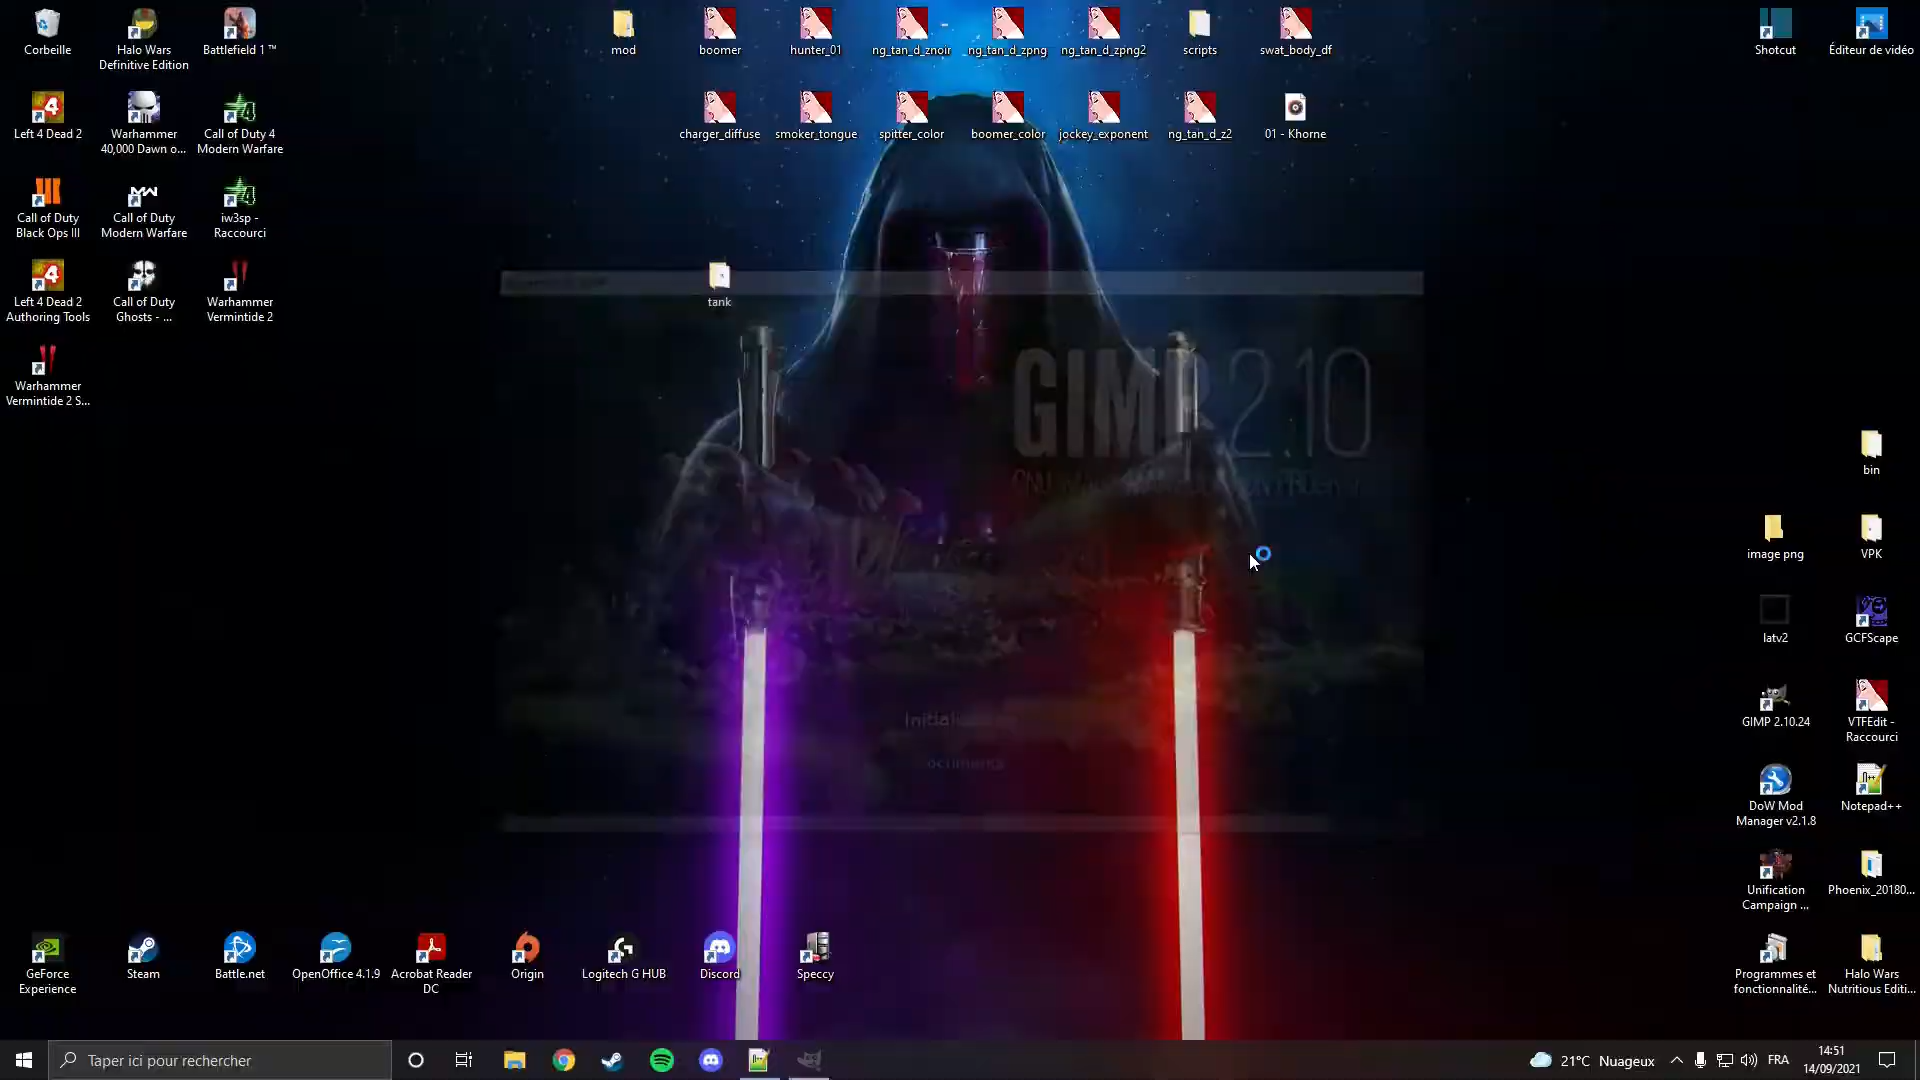 Corbeille
Halo Wars
Definitive Edition
Battlefield 1 ™
mod
boomer
hunter_01
ng_tan_d_znoir
ng_tan_d_zpng
ng_tan_d_zpng2
scripts
swat_body_df
Shotcut
Éditeur de vidéo
Left 4 Dead 2
Warhammer
40,000 Dawn o...
Call of Duty 4
Modern Warfare
charger_diffuse
smoker_tongue
spitter_color
boomer_color
jockey_exponent
ng_tan_d_z2
01 - Khorne
Call of Duty
Black Ops III
Call of Duty
Modern Warfare
iw3sp -
Raccourci
Left 4 Dead 2
Authoring Tools
Call of Duty
Ghosts - ...
Warhammer
Vermintide 2
tank
Warhammer
Vermintide 2 S...
GIMP 2.10
bin
image png
VPK
latv2
GCFScape
GIMP 2.10.24
VTFEdit -
Raccourci
DoW Mod
Manager v2.1.8
Notepad++
Unification
Campaign ...
Phoenix_20180...
GeForce
Experience
Steam
Battle.net
OpenOffice 4.1.9
Acrobat Reader
DC
Origin
Logitech G HUB
Discord
Speccy
Programmes et
fonctionnalité...
Halo Wars
Nutritious Editi...
Taper ici pour rechercher
21°C Nuageux
FRA
14:51
14/09/2021